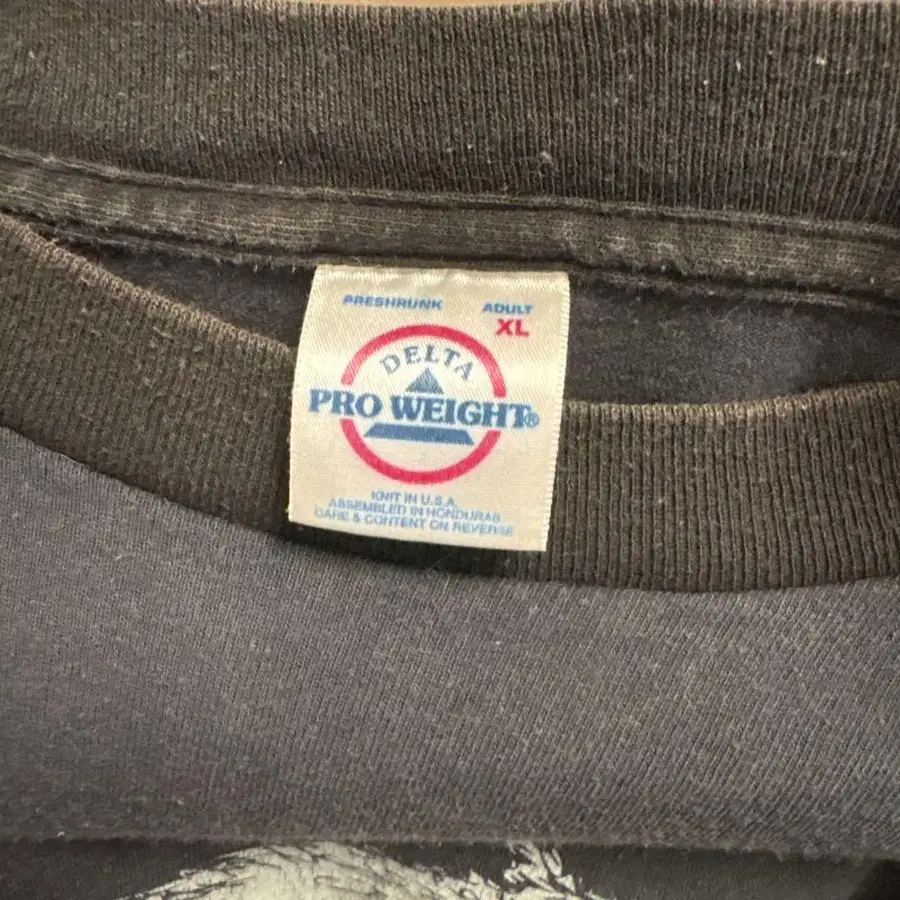 PRESHRUNK ADULT
XL
DELTA
PRO WEIGHT®
KNIT IN U.S.A.
ASSEMBLED IN HONDURAS
CARE & CONTENT ON REVERSE